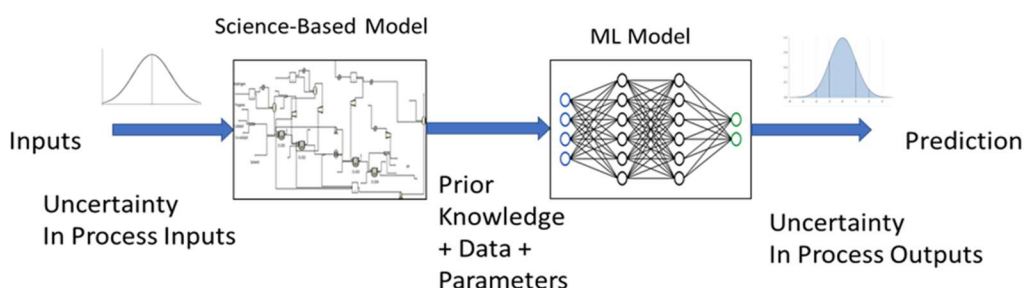 Science-Based Model
ML Model
Inputs
Prediction
Uncertainty
In Process Inputs
Prior
Knowledge
+ Data +
Parameters
Uncertainty
In Process Outputs